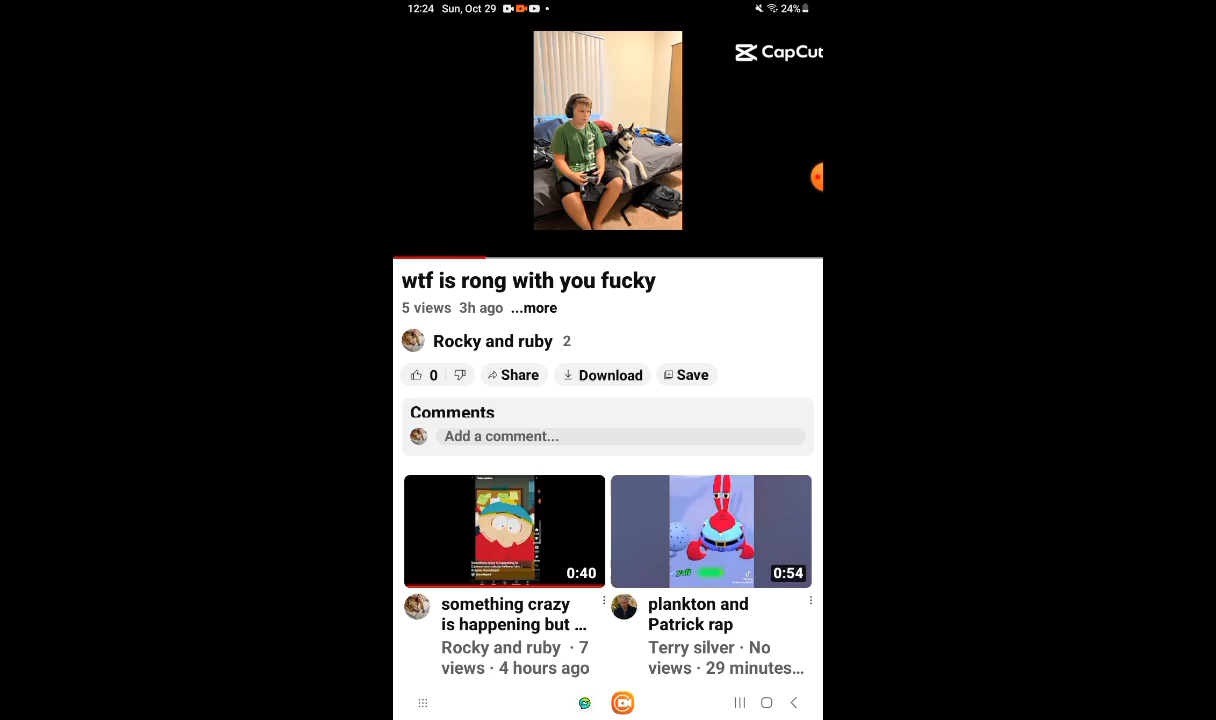 12:24 Sun, Oct 29
24%
CapCut
wtf is rong with you fucky
5 views 3h ago ...more
Rocky and ruby 2
0 Share Download Save
Comments
Add a comment...
0:40
0:54
something crazy
is happening but ...
Rocky and ruby · 7
views · 4 hours ago
plankton and
Patrick rap
Terry silver · No
views · 29 minutes...